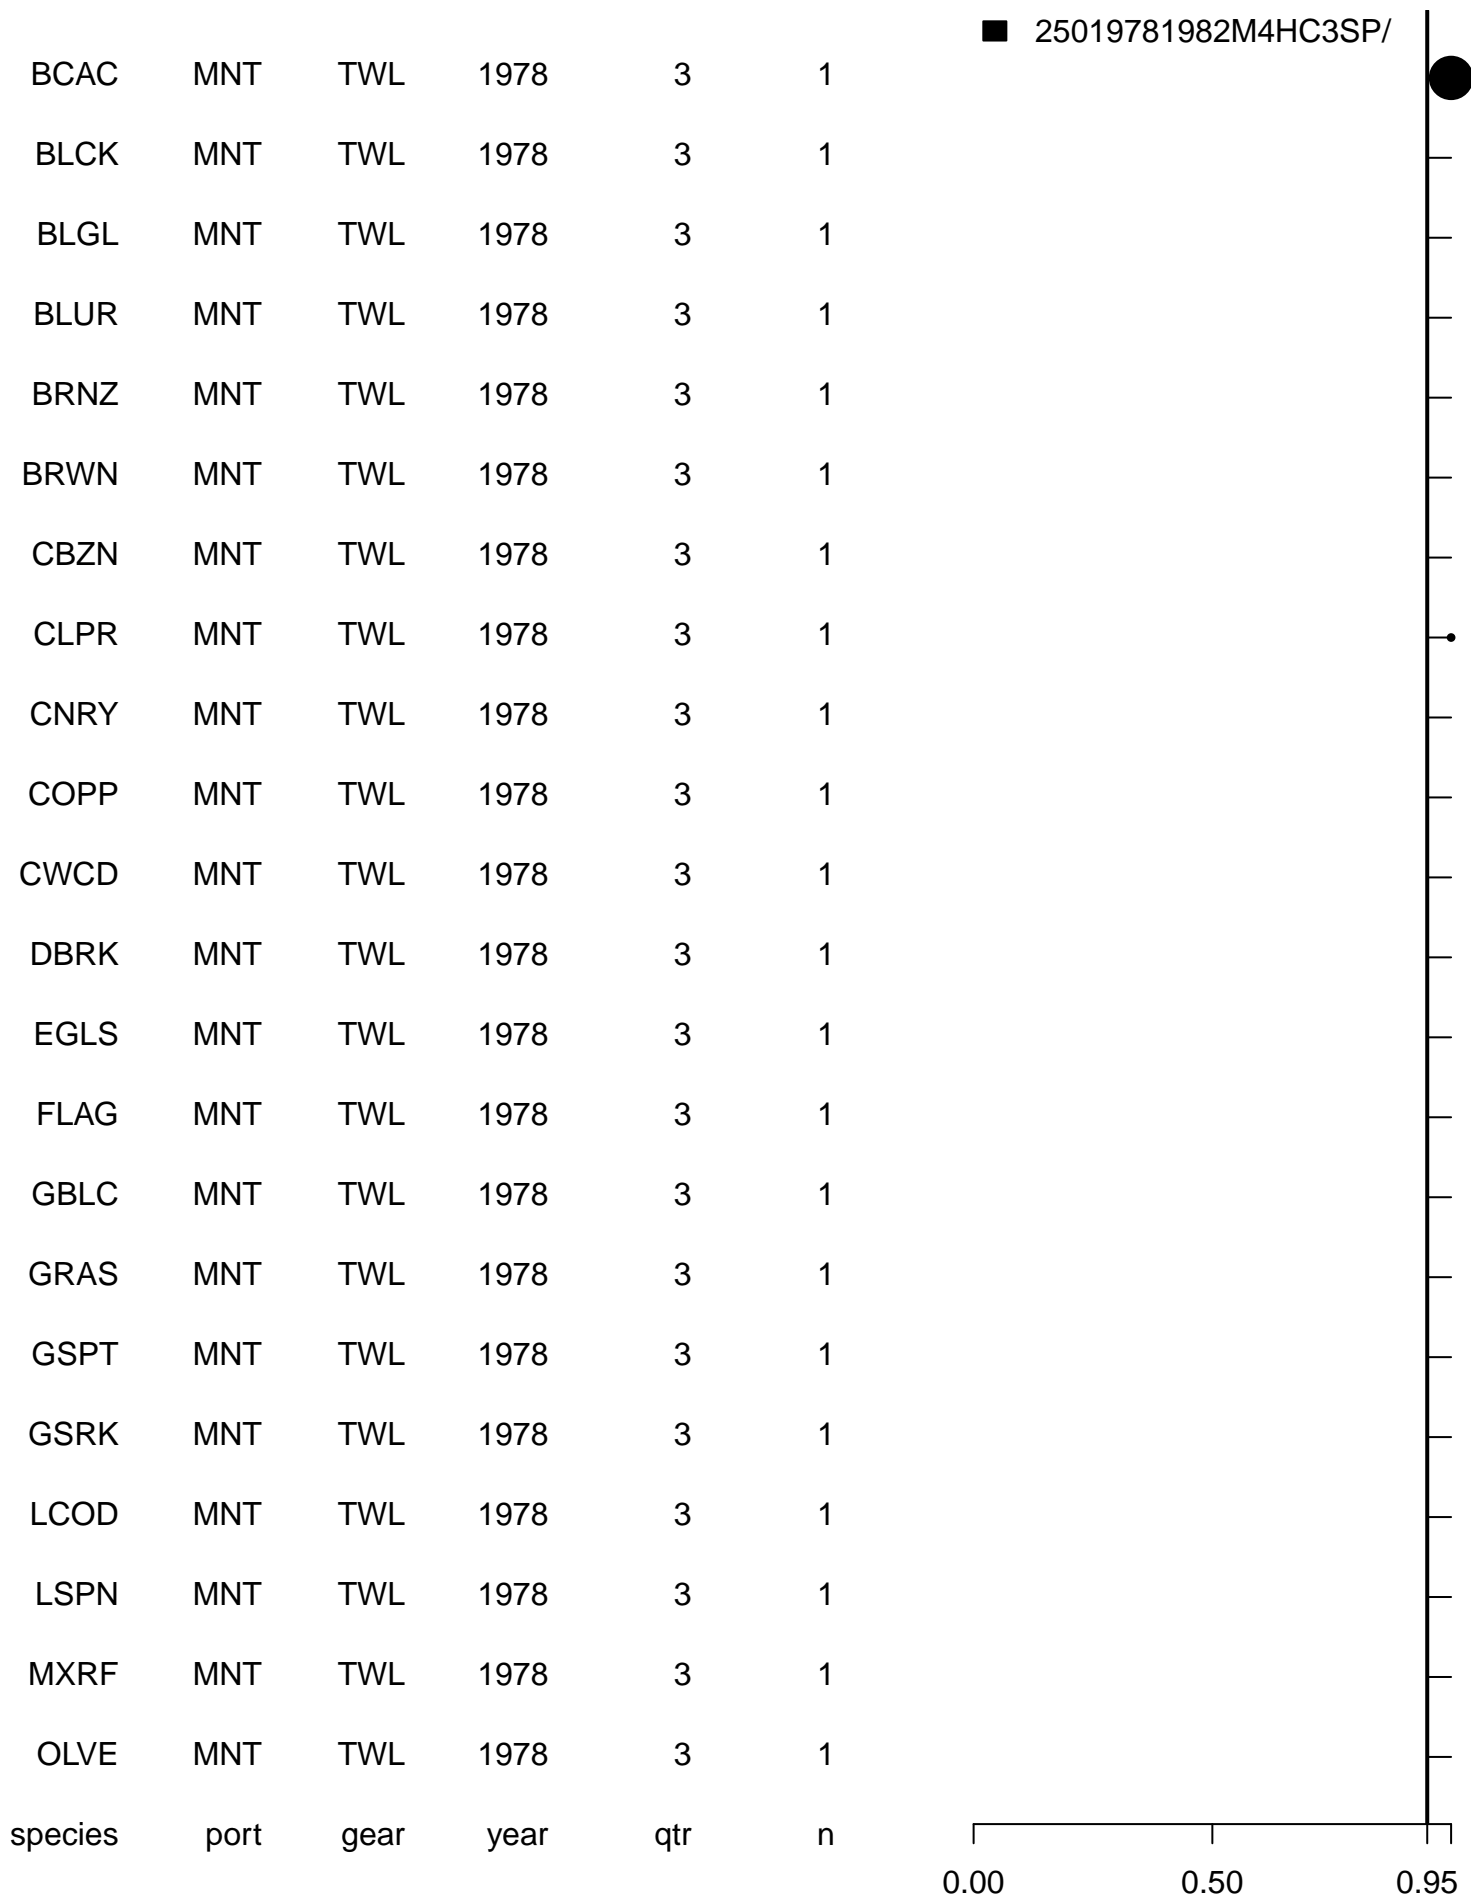 25019781982M4HC3SP/
BCAC MNT TWL 1978 3 1
BLCK MNT TWL 1978 3 1
BLGL MNT TWL 1978 3 1
BLUR MNT TWL 1978 3 1
BRNZ MNT TWL 1978 3 1
BRWN MNT TWL 1978 3 1
CBZN MNT TWL 1978 3 1
CLPR MNT TWL 1978 3 1
CNRY MNT TWL 1978 3 1
COPP MNT TWL 1978 3 1
CWCD MNT TWL 1978 3 1
DBRK MNT TWL 1978 3 1
EGLS MNT TWL 1978 3 1
FLAG MNT TWL 1978 3 1
GBLC MNT TWL 1978 3 1
GRAS MNT TWL 1978 3 1
GSPT MNT TWL 1978 3 1
GSRK MNT TWL 1978 3 1
LCOD MNT TWL 1978 3 1
LSPN MNT TWL 1978 3 1
MXRF MNT TWL 1978 3 1
OLVE MNT TWL 1978 3 1
species port gear year qtr n
0.00 0.50 0.95